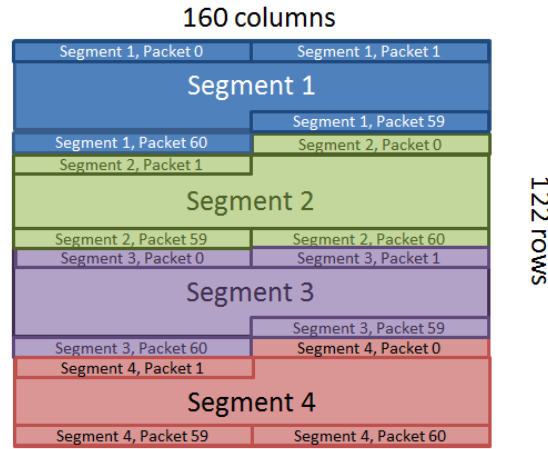 160 columns
Segment 1, Packet 0
Segment 1, Packet 1
Segment 1
Segment 1, Packet 59
Segment 1, Packet 60
Segment 2, Packet 0
Segment 2, Packet 1
Segment 2
Segment 2, Packet 59
Segment 2, Packet 60
Segment 3, Packet 0
Segment 3, Packet 1
Segment 3
Segment 3, Packet 59
Segment 3, Packet 60
Segment 4, Packet 0
Segment 4, Packet 1
Segment 4
Segment 4, Packet 59
Segment 4, Packet 60
122 rows